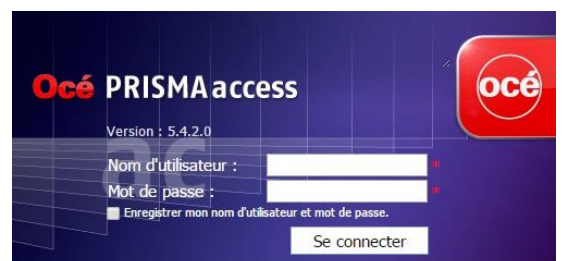 Océ PRISMAaccess
océ
Version : 5.4.2.0
ac
Nom d'utilisateur : *
Mot de passe : *
Enregistrer mon nom d'utilisateur et mot de passe.
Se connecter